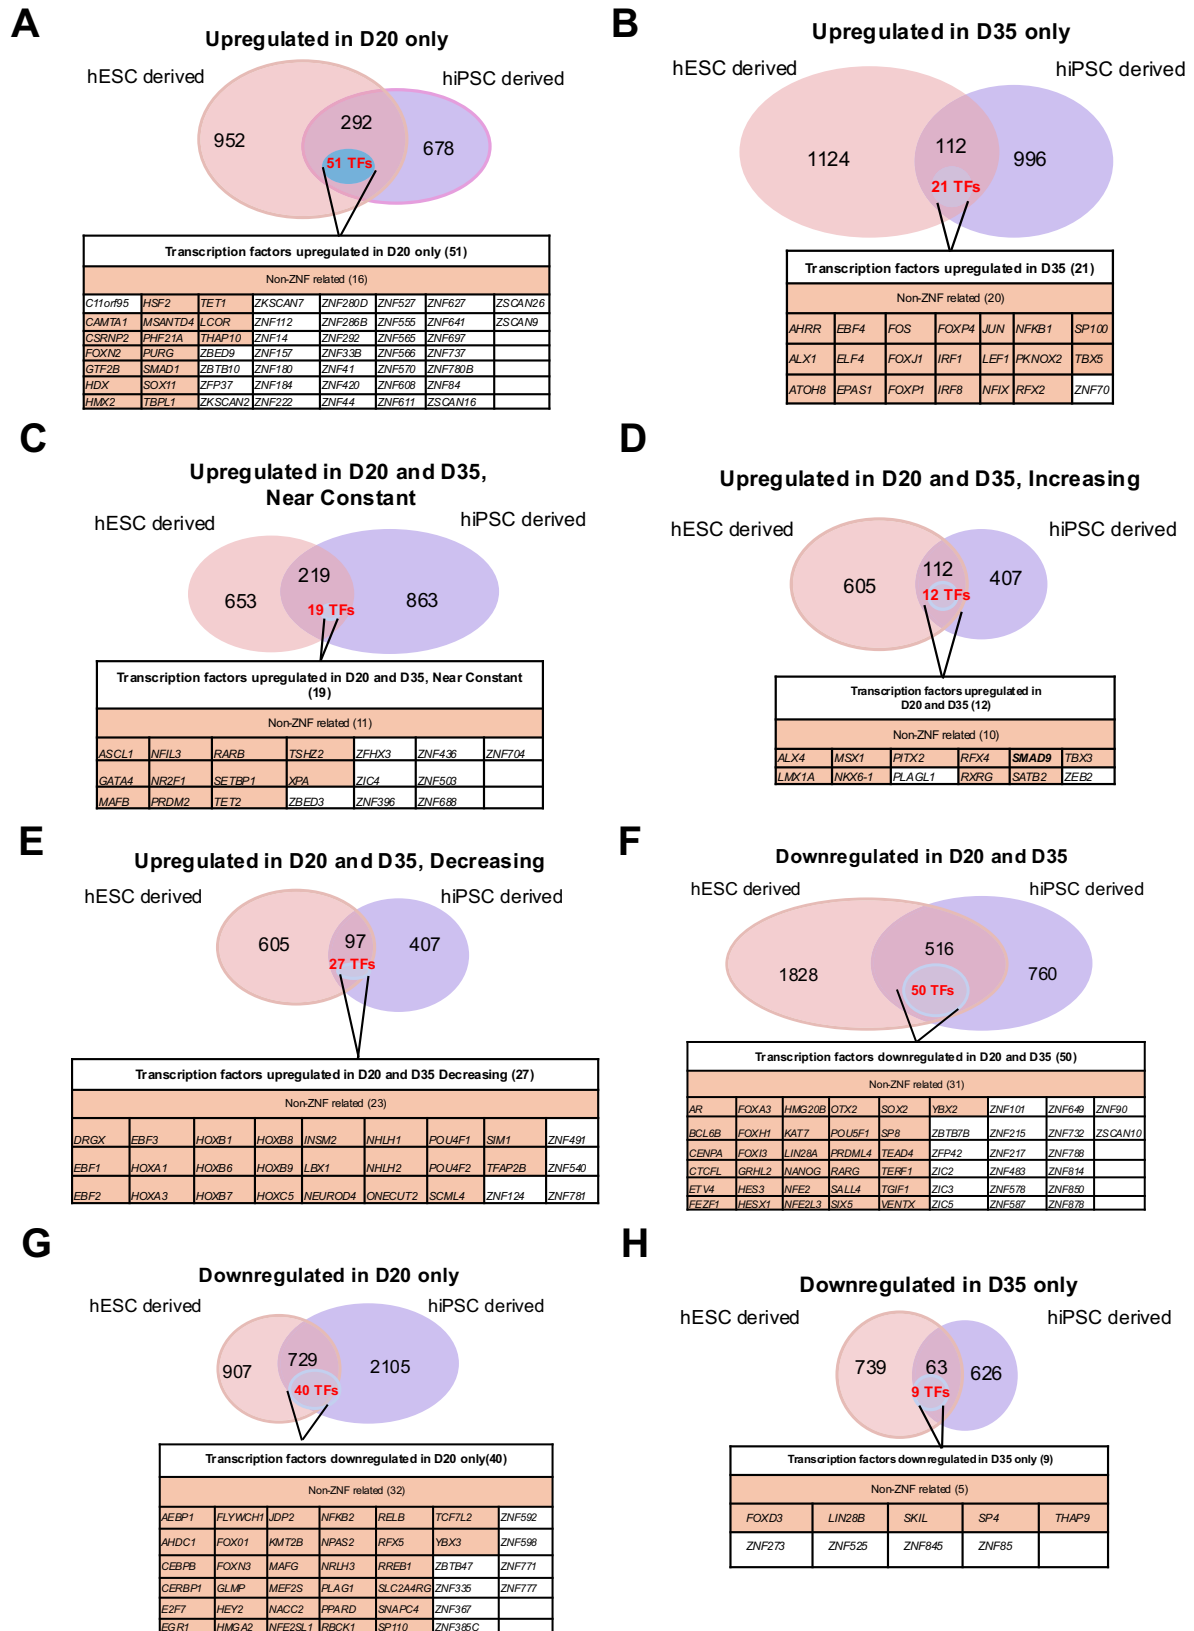 A
Upregulated in D20 only
hESC derived
hiPSC derived
952
292
678
51 TFs
Transcription factors upregulated in D20 only (51)
Non-ZNF related (16)
C11orf95 HSF2 TET1 ZKSCAN7 ZNF280D ZNF527 ZNF627 ZSCAN26
CAMTA1 MSANTD4 LCOR ZNF112 ZNF286B ZNF555 ZNF641 ZSCAN9
CSRNP2 PHF21A THAP10 ZNF14 ZNF292 ZNF565 ZNF697
FOXN2 PURG ZBED9 ZNF157 ZNF33B ZNF566 ZNF737
GTF2B SMAD1 ZBTB10 ZNF180 ZNF41 ZNF570 ZNF780B
HDX SOX11 ZFP37 ZNF184 ZNF420 ZNF608 ZNF84
HMX2 TBPL1 ZKSCAN2 ZNF222 ZNF44 ZNF611 ZSCAN16
B
Upregulated in D35 only
hESC derived
hiPSC derived
1124
112
996
21 TFs
Transcription factors upregulated in D35 (21)
Non-ZNF related (20)
AHRR EBF4 FOS FOXP4 JUN NFKB1 SP100
ALX1 ELF4 FOXJ1 IRF1 LEF1 PKNOX2 TBX5
ATOH8 EPAS1 FOXP1 IRF8 NFIX RFX2 ZNF70
C
Upregulated in D20 and D35,
Near Constant
hESC derived
hiPSC derived
653
219
863
19 TFs
Transcription factors upregulated in D20 and D35, Near Constant
(19)
Non-ZNF related (11)
ASCL1 NFIL3 RARB TSHZ2 ZFHX3 ZNF436 ZNF704
GATA4 NR2F1 SETBP1 XPA ZIC4 ZNF503
MAFB PRDM2 TET2 ZBED3 ZNF396 ZNF688
D
Upregulated in D20 and D35, Increasing
hESC derived
hiPSC derived
605
112
407
12 TFs
Transcription factors upregulated in
D20 and D35 (12)
Non-ZNF related (10)
ALX4 MSX1 PITX2 RFX4 SMAD9 TBX3
LMX1A NKX6-1 PLAGL1 RXRG SATB2 ZEB2
E
Upregulated in D20 and D35, Decreasing
hESC derived
hiPSC derived
605
97
407
27 TFs
Transcription factors upregulated in D20 and D35 Decreasing (27)
Non-ZNF related (23)
DRGX EBF3 HOXB1 HOXB8 INSM2 NHLH1 POU4F1 SIM1 ZNF491
EBF1 HOXA1 HOXB6 HOXB9 LBX1 NHLH2 POU4F2 TFAP2B ZNF540
EBF2 HOXA3 HOXB7 HOXC5 NEUROD4 ONECUT2 SCML4 ZNF124 ZNF781
F
Downregulated in D20 and D35
hESC derived
hiPSC derived
1828
516
760
50 TFs
Transcription factors downregulated in D20 and D35 (50)
Non-ZNF related (31)
AR FOXA3 HMG20B OTX2 SOX2 YBX2 ZNF101 ZNF649 ZNF90
BCL6B FOXH1 KAT7 POU5F1 SP8 ZBTB7B ZNF215 ZNF732 ZSCAN10
CENPA FOXI3 LIN28A PRDML4 TEAD4 ZFP42 ZNF217 ZNF788
CTCFL GRHL2 NANOG RARG TERF1 ZIC2 ZNF483 ZNF814
ETV4 HES3 NFE2 SALL4 TGIF1 ZIC3 ZNF578 ZNF850
FEZF1 HESX1 NFE2L3 SIX5 VENTX ZIC5 ZNF587 ZNF878
G
Downregulated in D20 only
hESC derived
hiPSC derived
907
729
2105
40 TFs
Transcription factors downregulated in D20 only(40)
Non-ZNF related (32)
AEBP1 FLYWCH1 JDP2 NFKB2 RELB TCF7L2 ZNF592
AHDC1 FOX01 KMT2B NPAS2 RFX5 YBX3 ZNF598
CEBPB FOXN3 MAFG NRLH3 RREB1 ZBTB47 ZNF771
CERBP1 GLMP MEF2S PLAG1 SLC2A4RG ZNF335 ZNF777
E2F7 HEY2 NACC2 PPARD SNAPC4 ZNF367
EGR1 HMGA2 NFE2SL1 RBCK1 SP110 ZNF385C
H
Downregulated in D35 only
hESC derived
hiPSC derived
739
63
626
9 TFs
Transcription factors downregulated in D35 only (9)
Non-ZNF related (5)
FOXD3 LIN28B SKIL SP4 THAP9
ZNF273 ZNF525 ZNF845 ZNF85